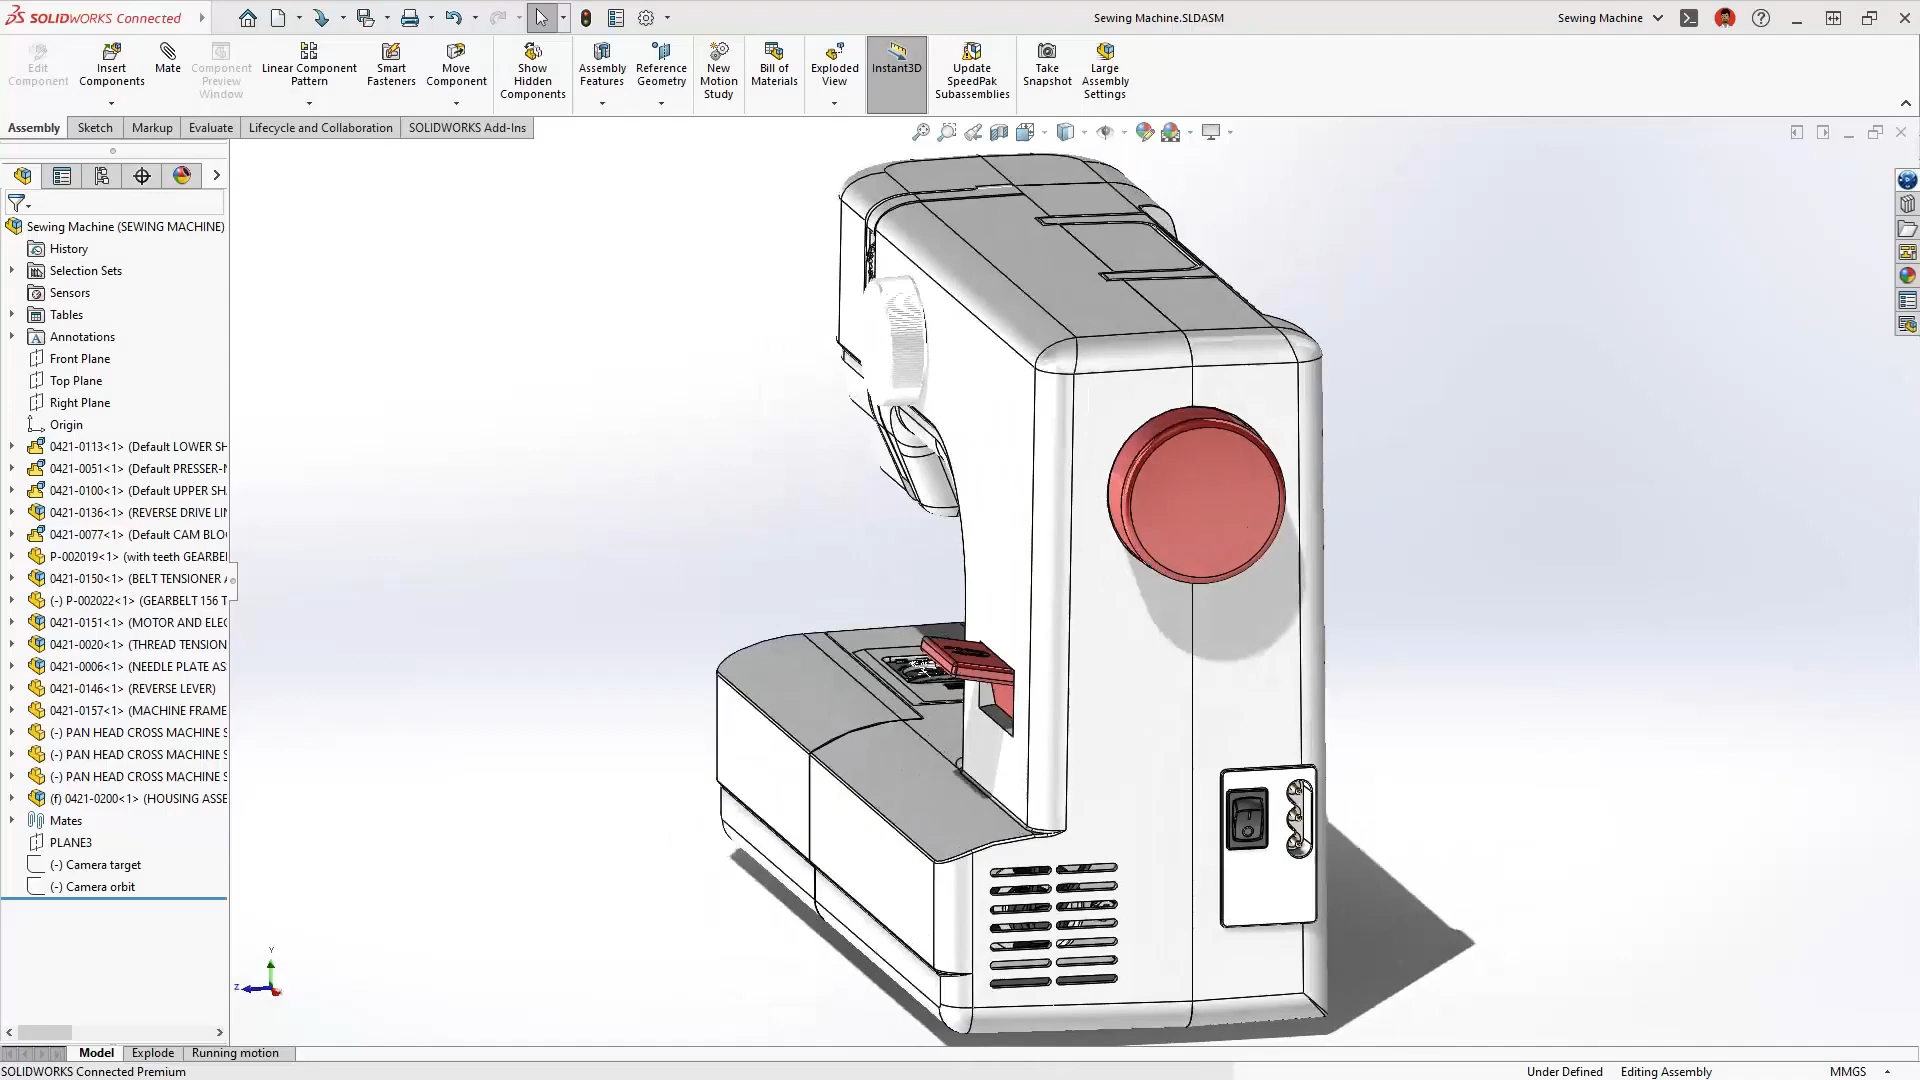 SOLIDWORKS Connected
Sewing Machine.SLDASM
Sewing Machine
Edit Component
Insert Components
Mate
Component Preview Window
Linear Component Pattern
Smart Fasteners
Move Component
Show Hidden Components
Assembly Features
Reference Geometry
New Motion Study
Bill of Materials
Exploded View
Instant3D
Update SpeedPak Subassemblies
Take Snapshot
Large Assembly Settings
Assembly
Sketch
Markup
Evaluate
Lifecycle and Collaboration
SOLIDWORKS Add-Ins
Sewing Machine (SEWING MACHINE)
History
Selection Sets
Sensors
Tables
Annotations
Front Plane
Top Plane
Right Plane
Origin
0421-0113<1> (Default LOWER SH
0421-0051<1> (Default PRESSER-
0421-0100<1> (Default UPPER SH
0421-0136<1> (REVERSE DRIVE LI
0421-0077<1> (Default CAM BLO
P-002019<1> (with teeth GEARBE
0421-0150<1> (BELT TENSIONER
(-) P-002022<1> (GEARBELT 156 T
0421-0151<1> (MOTOR AND ELE
0421-0020<1> (THREAD TENSION
0421-0006<1> (NEEDLE PLATE AS
0421-0146<1> (REVERSE LEVER)
0421-0157<1> (MACHINE FRAME
(-) PAN HEAD CROSS MACHINE S
(-) PAN HEAD CROSS MACHINE S
(-) PAN HEAD CROSS MACHINE S
(f) 0421-0200<1> (HOUSING ASSE
Mates
PLANE3
(-) Camera target
(-) Camera orbit
Y
Z
Model
Explode
Running motion
SOLIDWORKS Connected Premium
Under Defined
Editing Assembly
MMGS